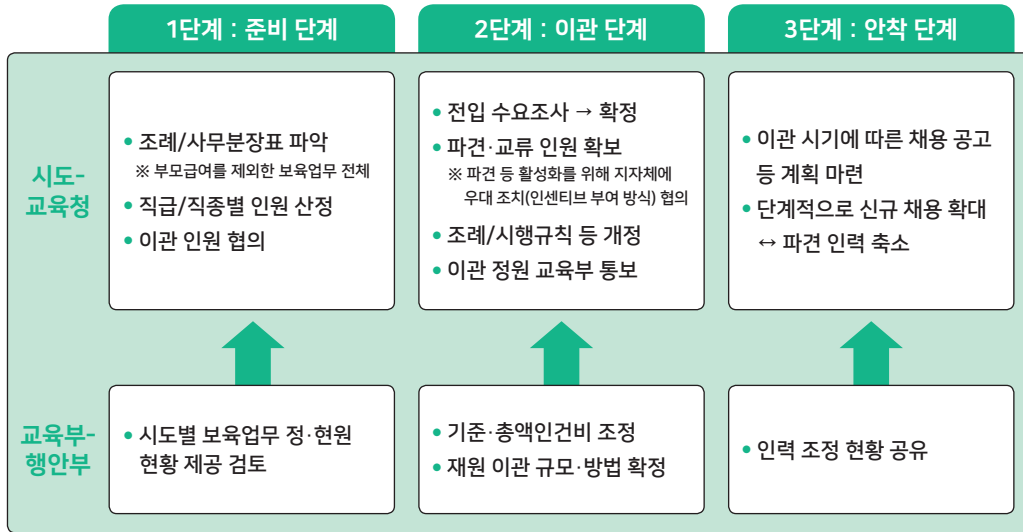 1단계 : 준비 단계
2단계 : 이관 단계
3단계 : 안착 단계
시도-
교육청
• 조례/사무분장표 파악
※ 부모급여를 제외한 보육업무 전체
• 직급/직종별 인원 산정
• 이관 인원 협의
• 전입 수요조사 → 확정
• 파견·교류 인원 확보
※ 파견 등 활성화를 위해 지자체에
우대 조치(인센티브 부여 방식) 협의
• 조례/시행규칙 등 개정
• 이관 정원 교육부 통보
• 이관 시기에 따른 채용 공고
등 계획 마련
• 단계적으로 신규 채용 확대
↔ 파견 인력 축소
교육부-
행안부
• 시도별 보육업무 정·현원
현황 제공 검토
• 기준·총액인건비 조정
• 재원 이관 규모·방법 확정
• 인력 조정 현황 공유